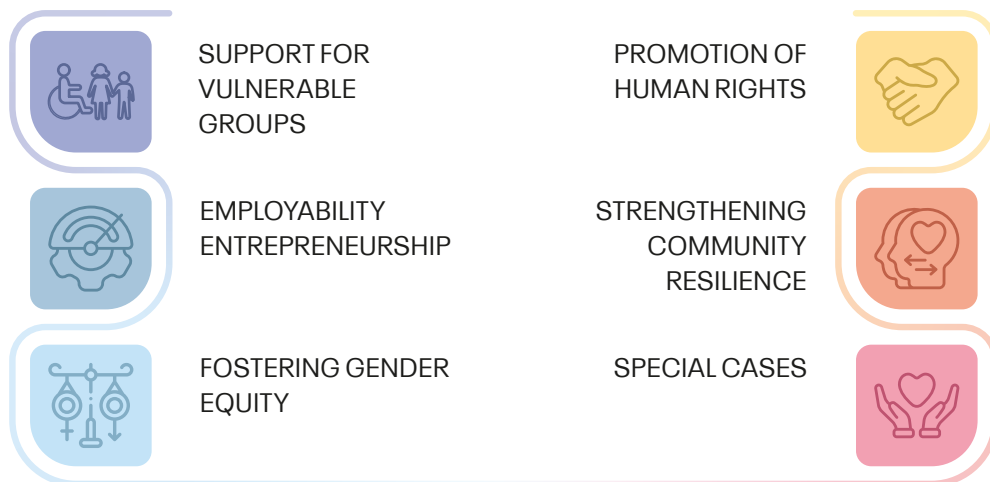 SUPPORT FOR
VULNERABLE
GROUPS
EMPLOYABILITY
ENTREPRENEURSHIP
FOSTERING GENDER
EQUITY
PROMOTION OF
HUMAN RIGHTS
STRENGTHENING
COMMUNITY
RESILIENCE
SPECIAL CASES